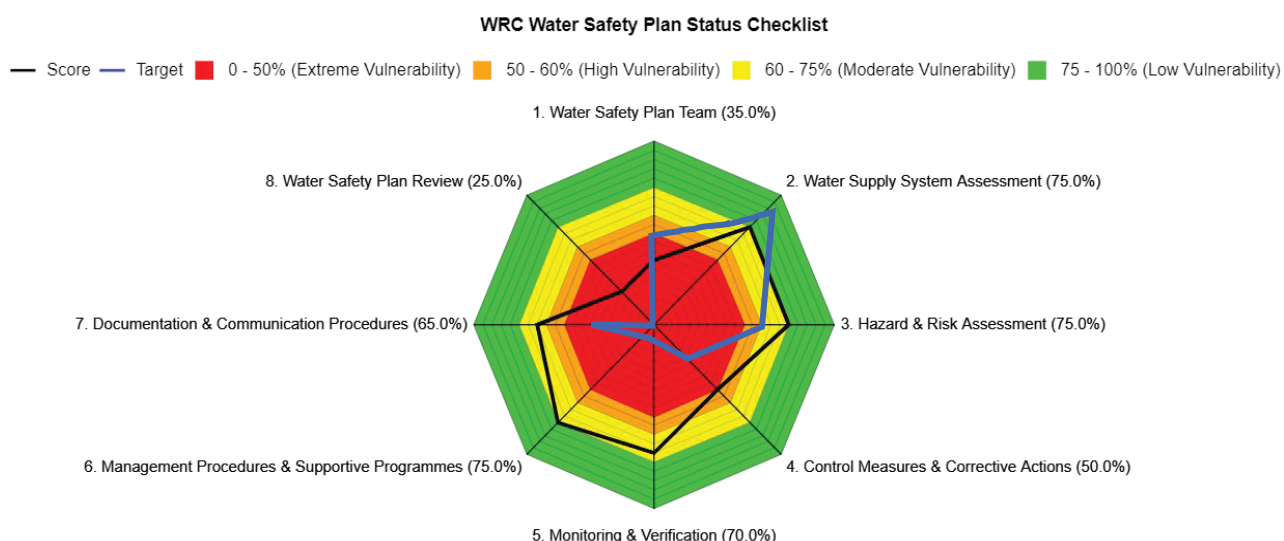 WRC Water Safety Plan Status Checklist
Score Target 0 - 50% (Extreme Vulnerability) 50 - 60% (High Vulnerability) 60 - 75% (Moderate Vulnerability) 75 - 100% (Low Vulnerability)
1. Water Safety Plan Team (35.0%)
8. Water Safety Plan Review (25.0%)
2. Water Supply System Assessment (75.0%)
7. Documentation & Communication Procedures (65.0%)
3. Hazard & Risk Assessment (75.0%)
6. Management Procedures & Supportive Programmes (75.0%)
4. Control Measures & Corrective Actions (50.0%)
5. Monitoring & Verification (70.0%)